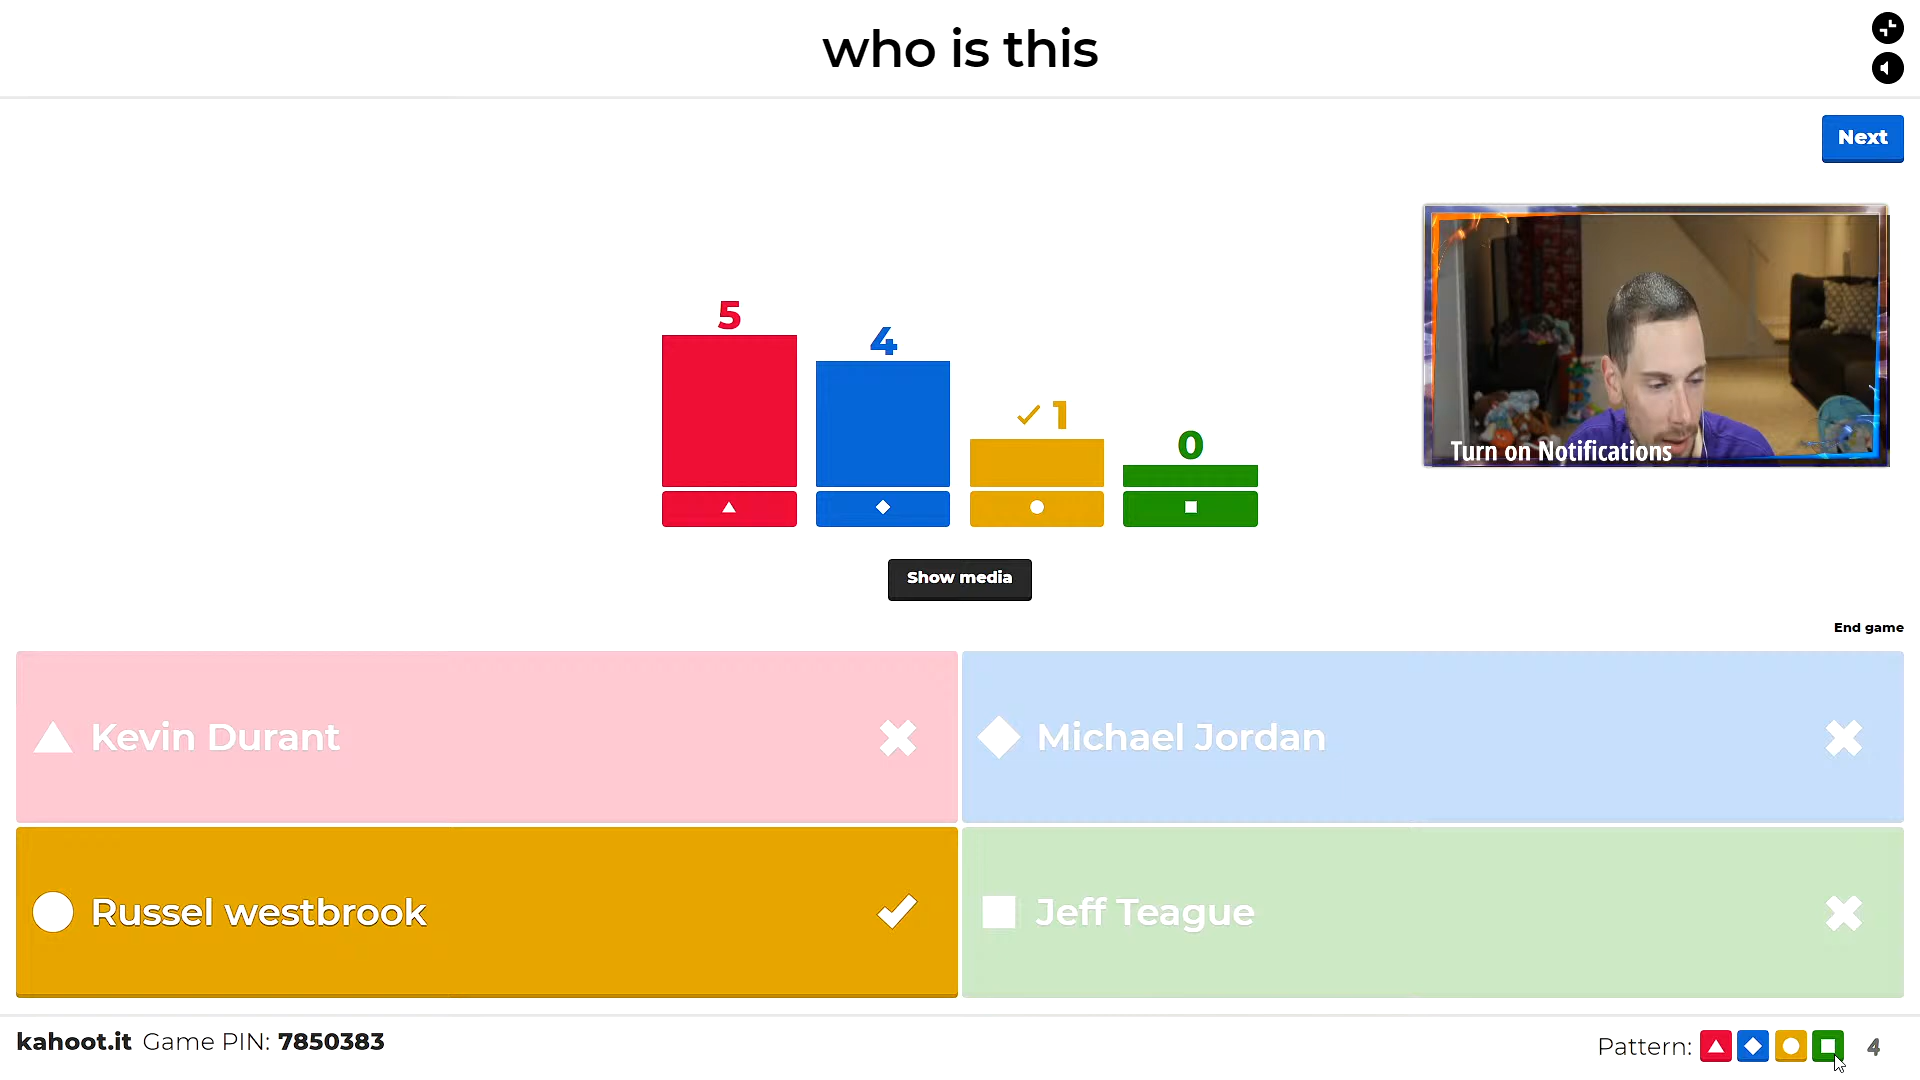 who is this
Next
5
4
1
0
Turn on Notifications
Show media
End game
Kevin Durant
Michael Jordan
Russel westbrook
Jeff Teague
kahoot.it Game PIN: 7850383
Pattern: 4